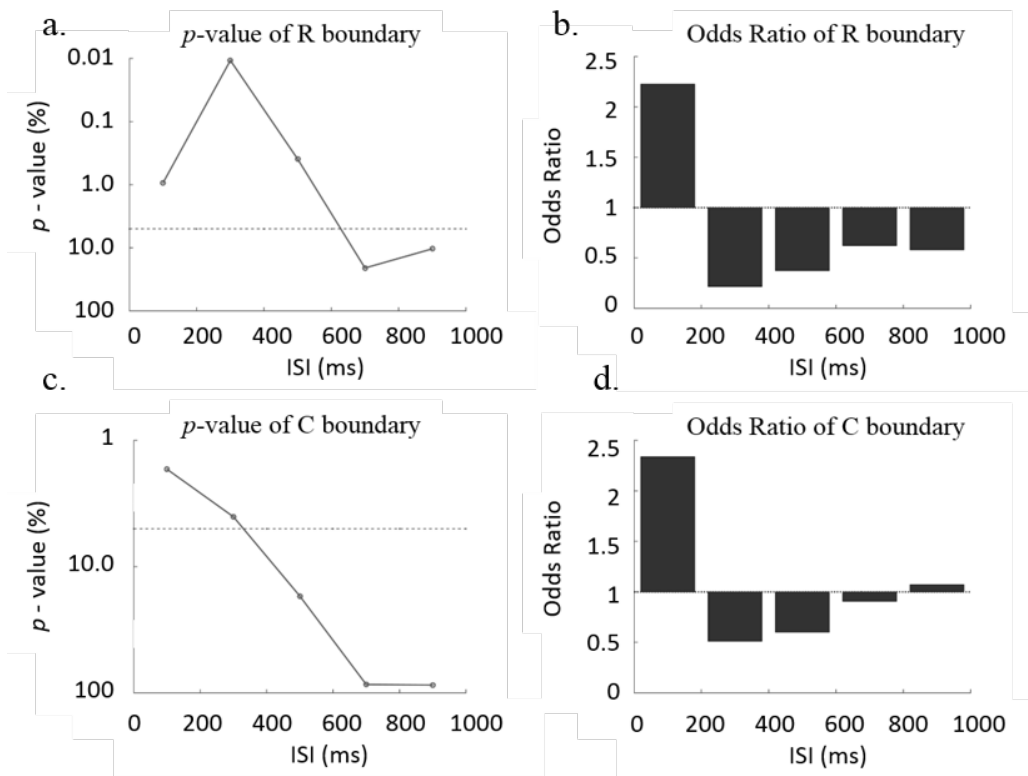 a.
p-value of R boundary
p - value (%)
0.01
0.1
1.0
10.0
100
0 200 400 600 800 1000
ISI (ms)
b.
Odds Ratio of R boundary
Odds Ratio
2.5
2
1.5
1
0.5
0
0 200 400 600 800 1000
ISI (ms)
c.
p-value of C boundary
p - value (%)
1
10.0
100
0 200 400 600 800 1000
ISI (ms)
d.
Odds Ratio of C boundary
Odds Ratio
2.5
2
1.5
1
0.5
0
0 200 400 600 800 1000
ISI (ms)